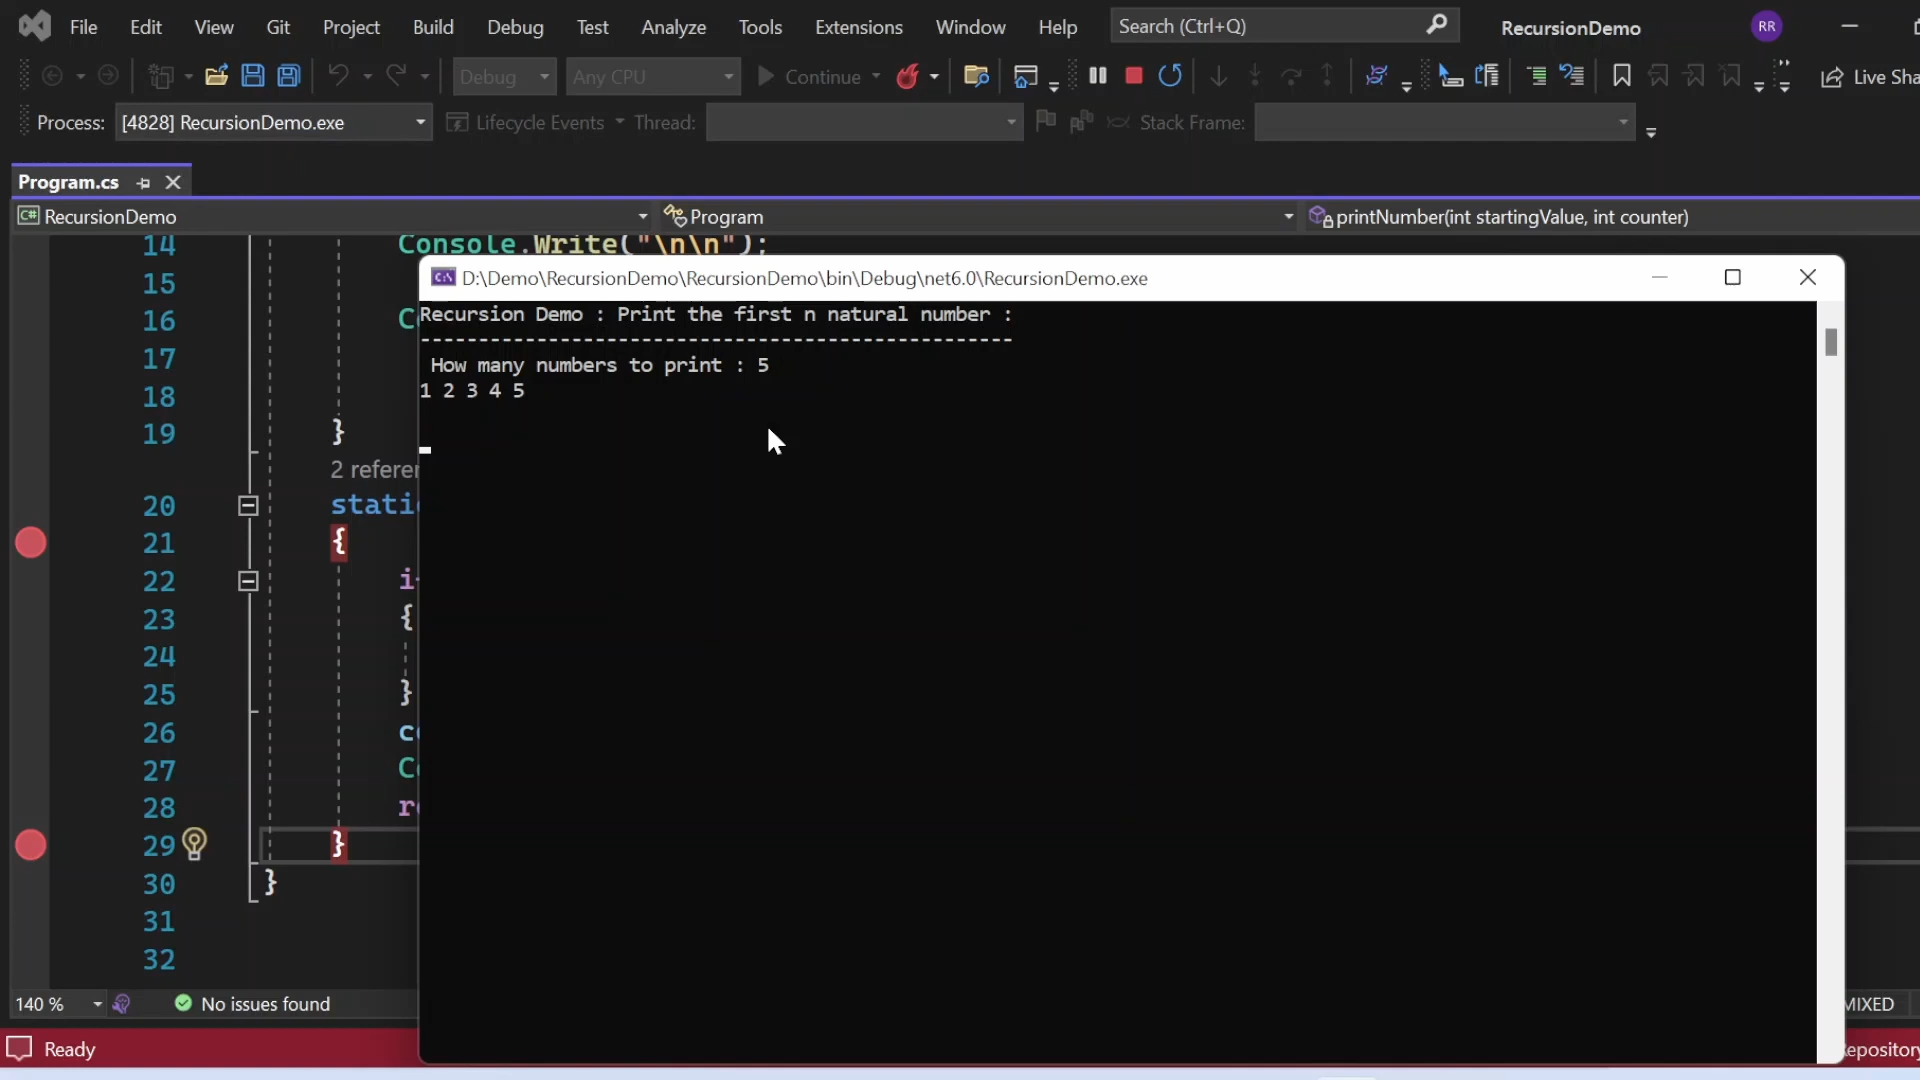 File Edit View Git Project Build Debug Test Analyze Tools Extensions Window Help Search (Ctrl+Q) RecursionDemo RR
Debug Any CPU Continue Live Sha
Process: [4828] RecursionDemo.exe Lifecycle Events Thread: Stack Frame:
Program.cs
C# RecursionDemo Program printNumber(int startingValue, int counter)
14 Console.Write("\n\n");
D:\Demo\RecursionDemo\RecursionDemo\bin\Debug\net6.0\RecursionDemo.exe
15
16 C
Recursion Demo : Print the first n natural number :
---------------------------------------------------
How many numbers to print : 5
1 2 3 4 5
17
18
19 }
2 refere
20 stati
21 {
22 i
23 {
24
25 }
26 c
27 C
28 r
29 }
30 }
31
32
140 % No issues found MIXED
Ready epository